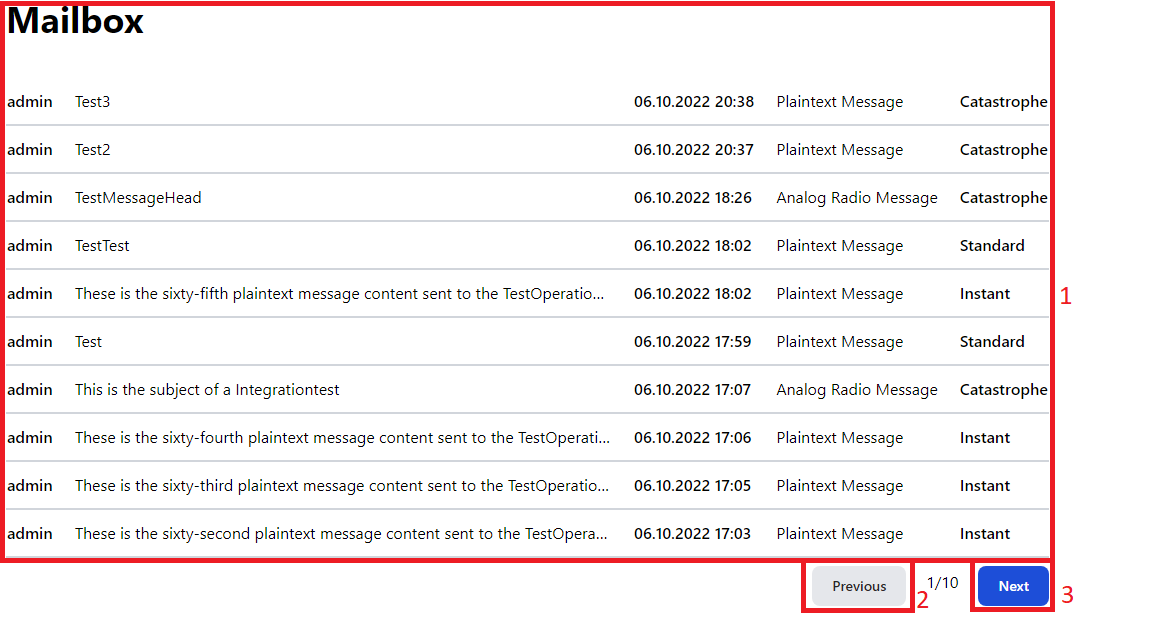 Mailbox
admin Test3 06.10.2022 20:38 Plaintext Message Catastrophe
admin Test2 06.10.2022 20:37 Plaintext Message Catastrophe
admin TestMessageHead 06.10.2022 18:26 Analog Radio Message Catastrophe
admin TestTest 06.10.2022 18:02 Plaintext Message Standard
admin These is the sixty-fifth plaintext message content sent to the TestOperatio... 06.10.2022 18:02 Plaintext Message Instant 1
admin Test 06.10.2022 17:59 Plaintext Message Standard
admin This is the subject of a Integrationtest 06.10.2022 17:07 Analog Radio Message Catastrophe
admin These is the sixty-fourth plaintext message content sent to the TestOperati... 06.10.2022 17:06 Plaintext Message Instant
admin These is the sixty-third plaintext message content sent to the TestOperatio... 06.10.2022 17:05 Plaintext Message Instant
admin These is the sixty-second plaintext message content sent to the TestOpera... 06.10.2022 17:03 Plaintext Message Instant
Previous 2 1/10 Next 3